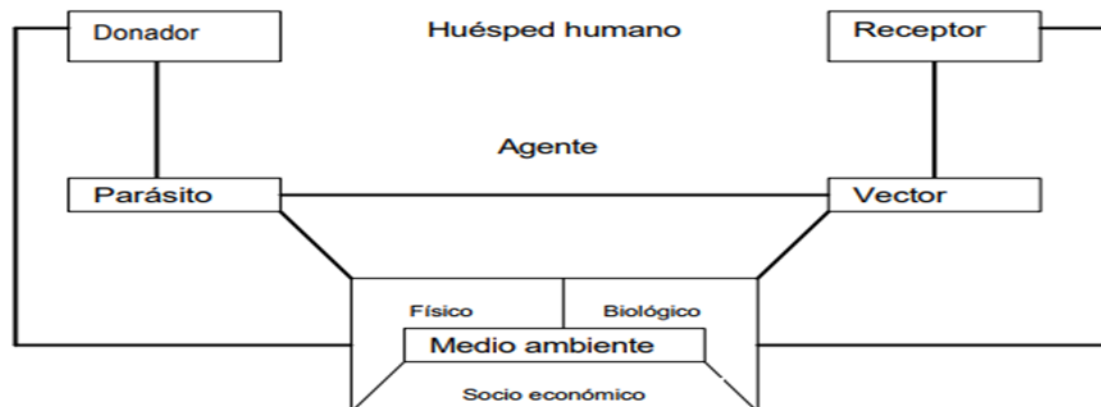 Donador
Huésped humano
Receptor
Agente
Parásito
Vector
Físico
Biológico
Medio ambiente
Socio económico